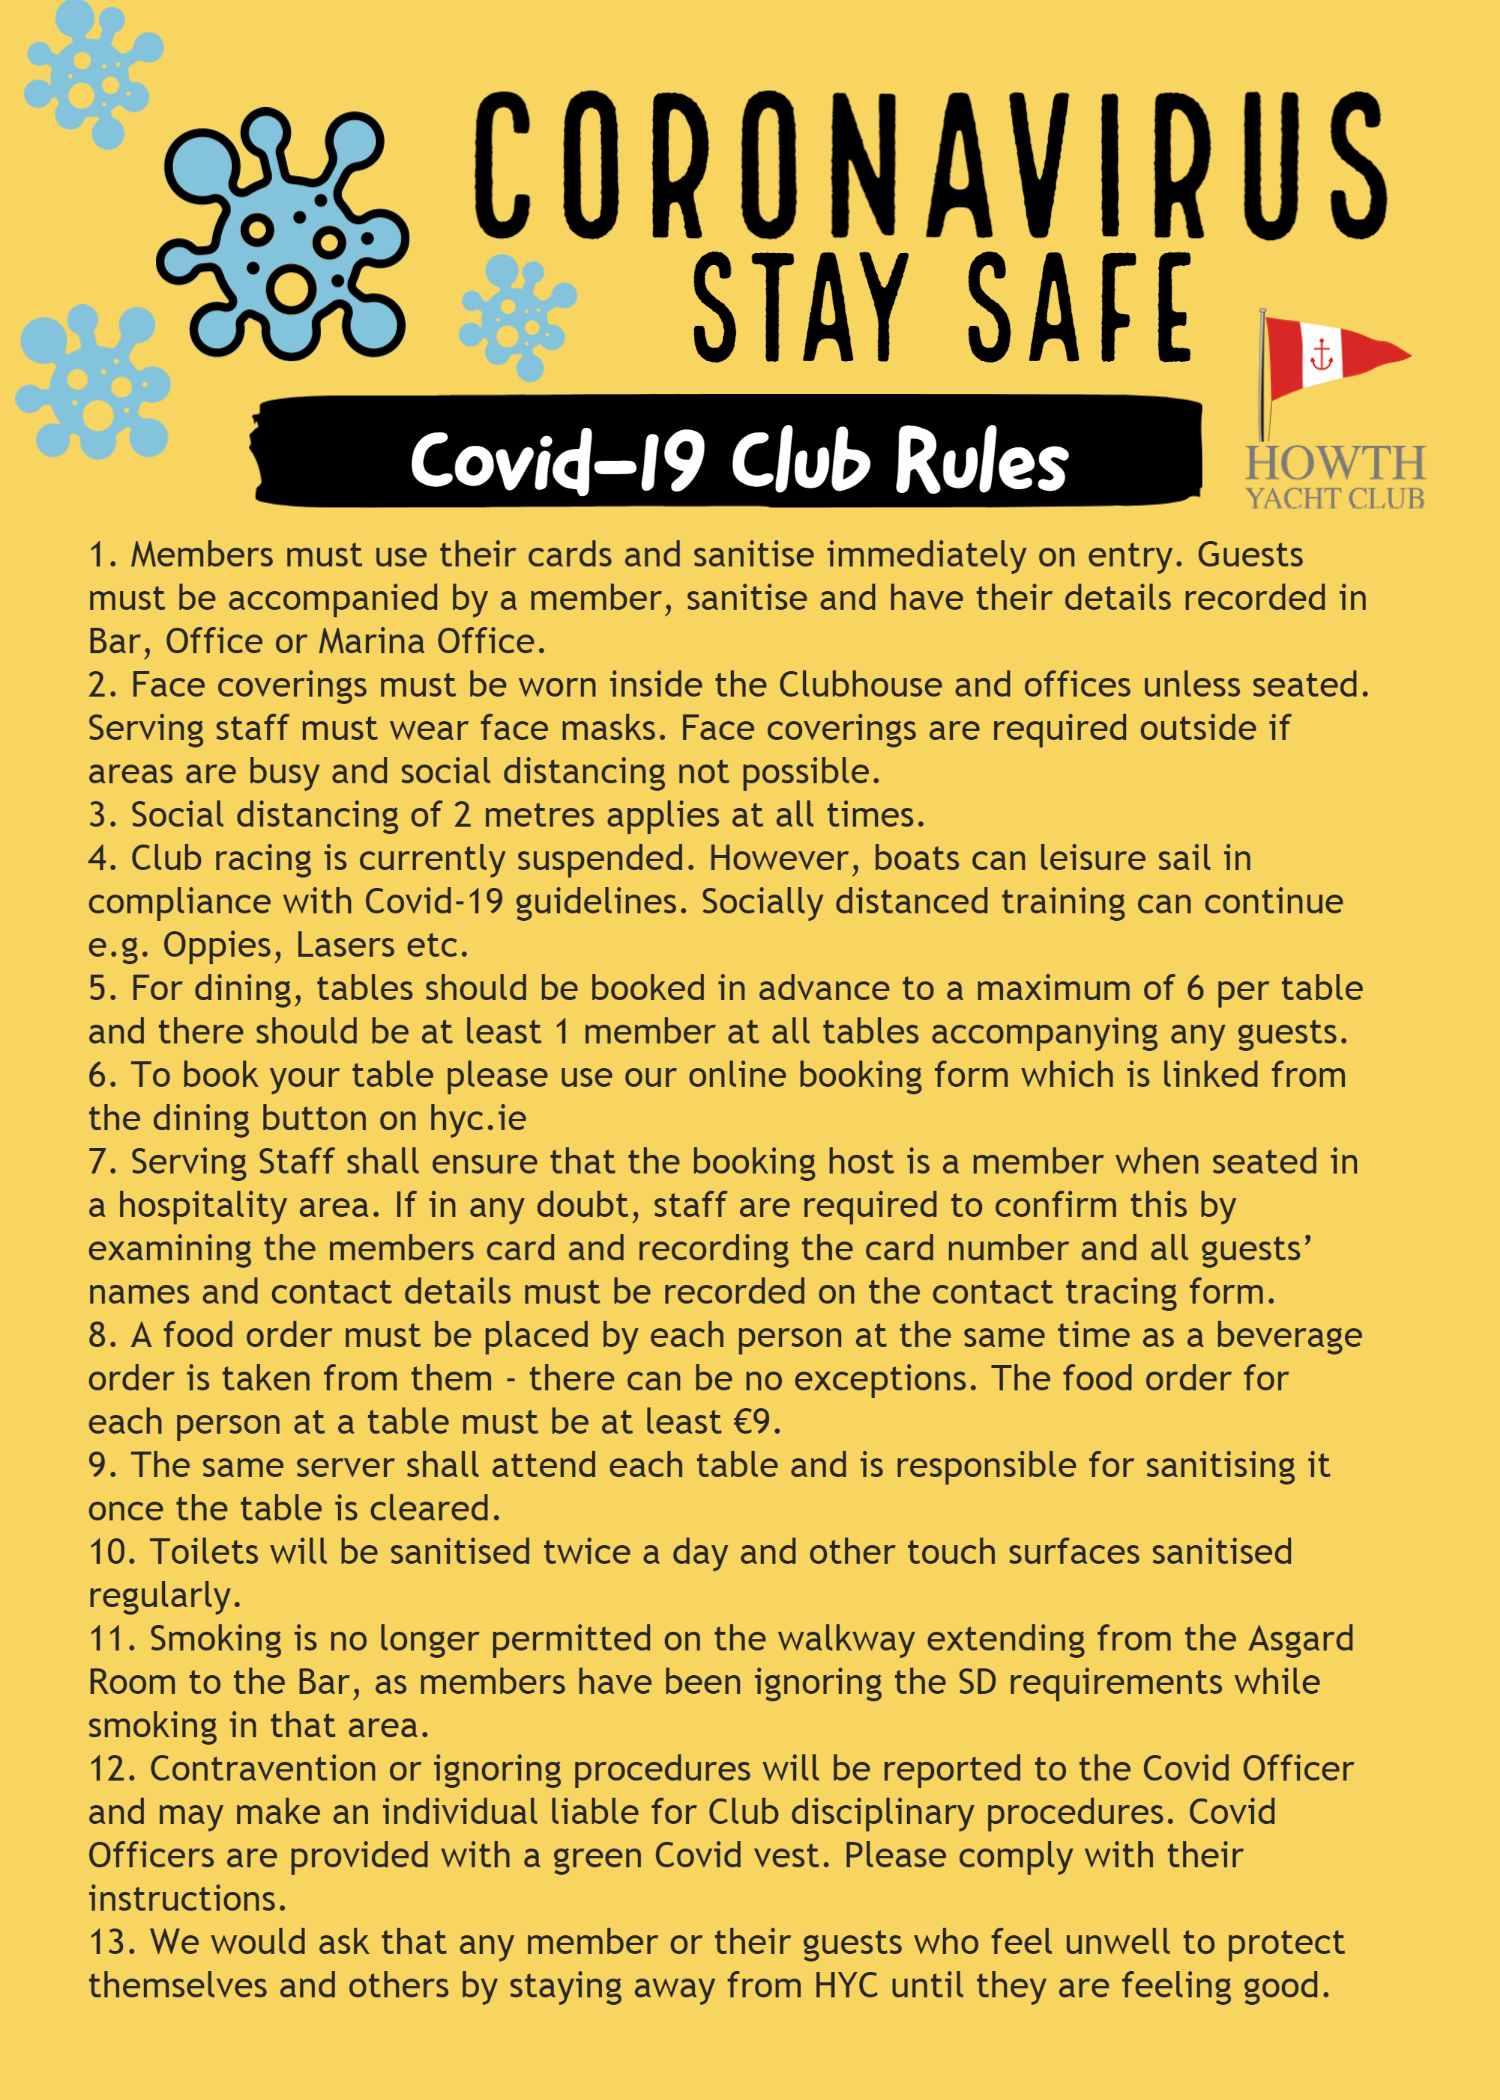 CORONAVIRUS
STAY SAFE
Covid-19 Club Rules
HOWTH
YACHT CLUB
1. Members must use their cards and sanitise immediately on entry. Guests
must be accompanied by a member, sanitise and have their details recorded in
Bar, Office or Marina Office.
2. Face coverings must be worn inside the Clubhouse and offices unless seated.
Serving staff must wear face masks. Face coverings are required outside if
areas are busy and social distancing not possible.
3. Social distancing of 2 metres applies at all times.
4. Club racing is currently suspended. However, boats can leisure sail in
compliance with Covid-19 guidelines. Socially distanced training can continue
e.g. Oppies, Lasers etc.
5. For dining, tables should be booked in advance to a maximum of 6 per table
and there should be at least 1 member at all tables accompanying any guests.
6. To book your table please use our online booking form which is linked from
the dining button on hyc.ie
7. Serving Staff shall ensure that the booking host is a member when seated in
a hospitality area. If in any doubt, staff are required to confirm this by
examining the members card and recording the card number and all guests’
names and contact details must be recorded on the contact tracing form.
8. A food order must be placed by each person at the same time as a beverage
order is taken from them - there can be no exceptions. The food order for
each person at a table must be at least €9.
9. The same server shall attend each table and is responsible for sanitising it
once the table is cleared.
10. Toilets will be sanitised twice a day and other touch surfaces sanitised
regularly.
11. Smoking is no longer permitted on the walkway extending from the Asgard
Room to the Bar, as members have been ignoring the SD requirements while
smoking in that area.
12. Contravention or ignoring procedures will be reported to the Covid Officer
and may make an individual liable for Club disciplinary procedures. Covid
Officers are provided with a green Covid vest. Please comply with their
instructions.
13. We would ask that any member or their guests who feel unwell to protect
themselves and others by staying away from HYC until they are feeling good.